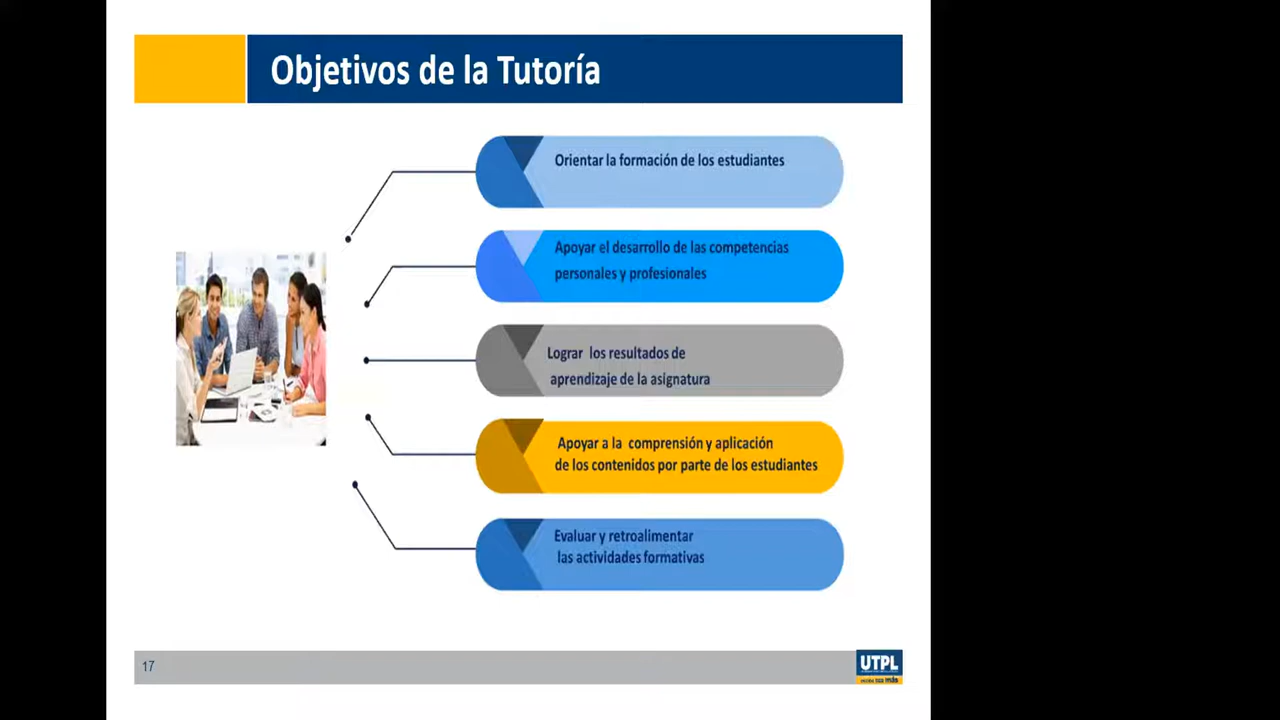 Objetivos de la Tutoría
Orientar la formación de los estudiantes
Apoyar el desarrollo de las competencias
personales y profesionales
Lograr los resultados de
aprendizaje de la asignatura
Apoyar a la comprensión y aplicación
de los contenidos por parte de los estudiantes
Evaluar y retroalimentar
las actividades formativas
17
UTPL